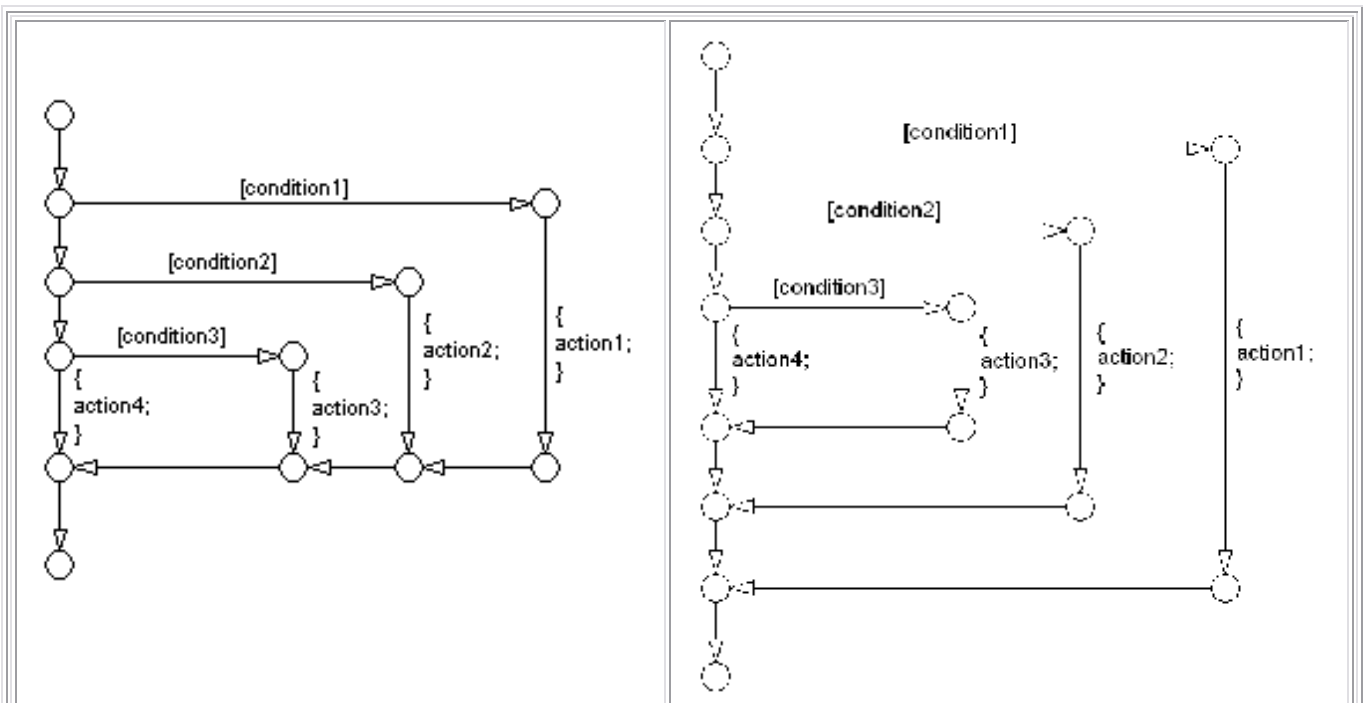 [condition1]
[condition2]
[condition3]
{
action4;
}
{
action3;
}
{
action2;
}
{
action1;
}
[condition1]
[condition2]
[condition3]
{
action4;
}
{
action3;
}
{
action2;
}
{
action1;
}